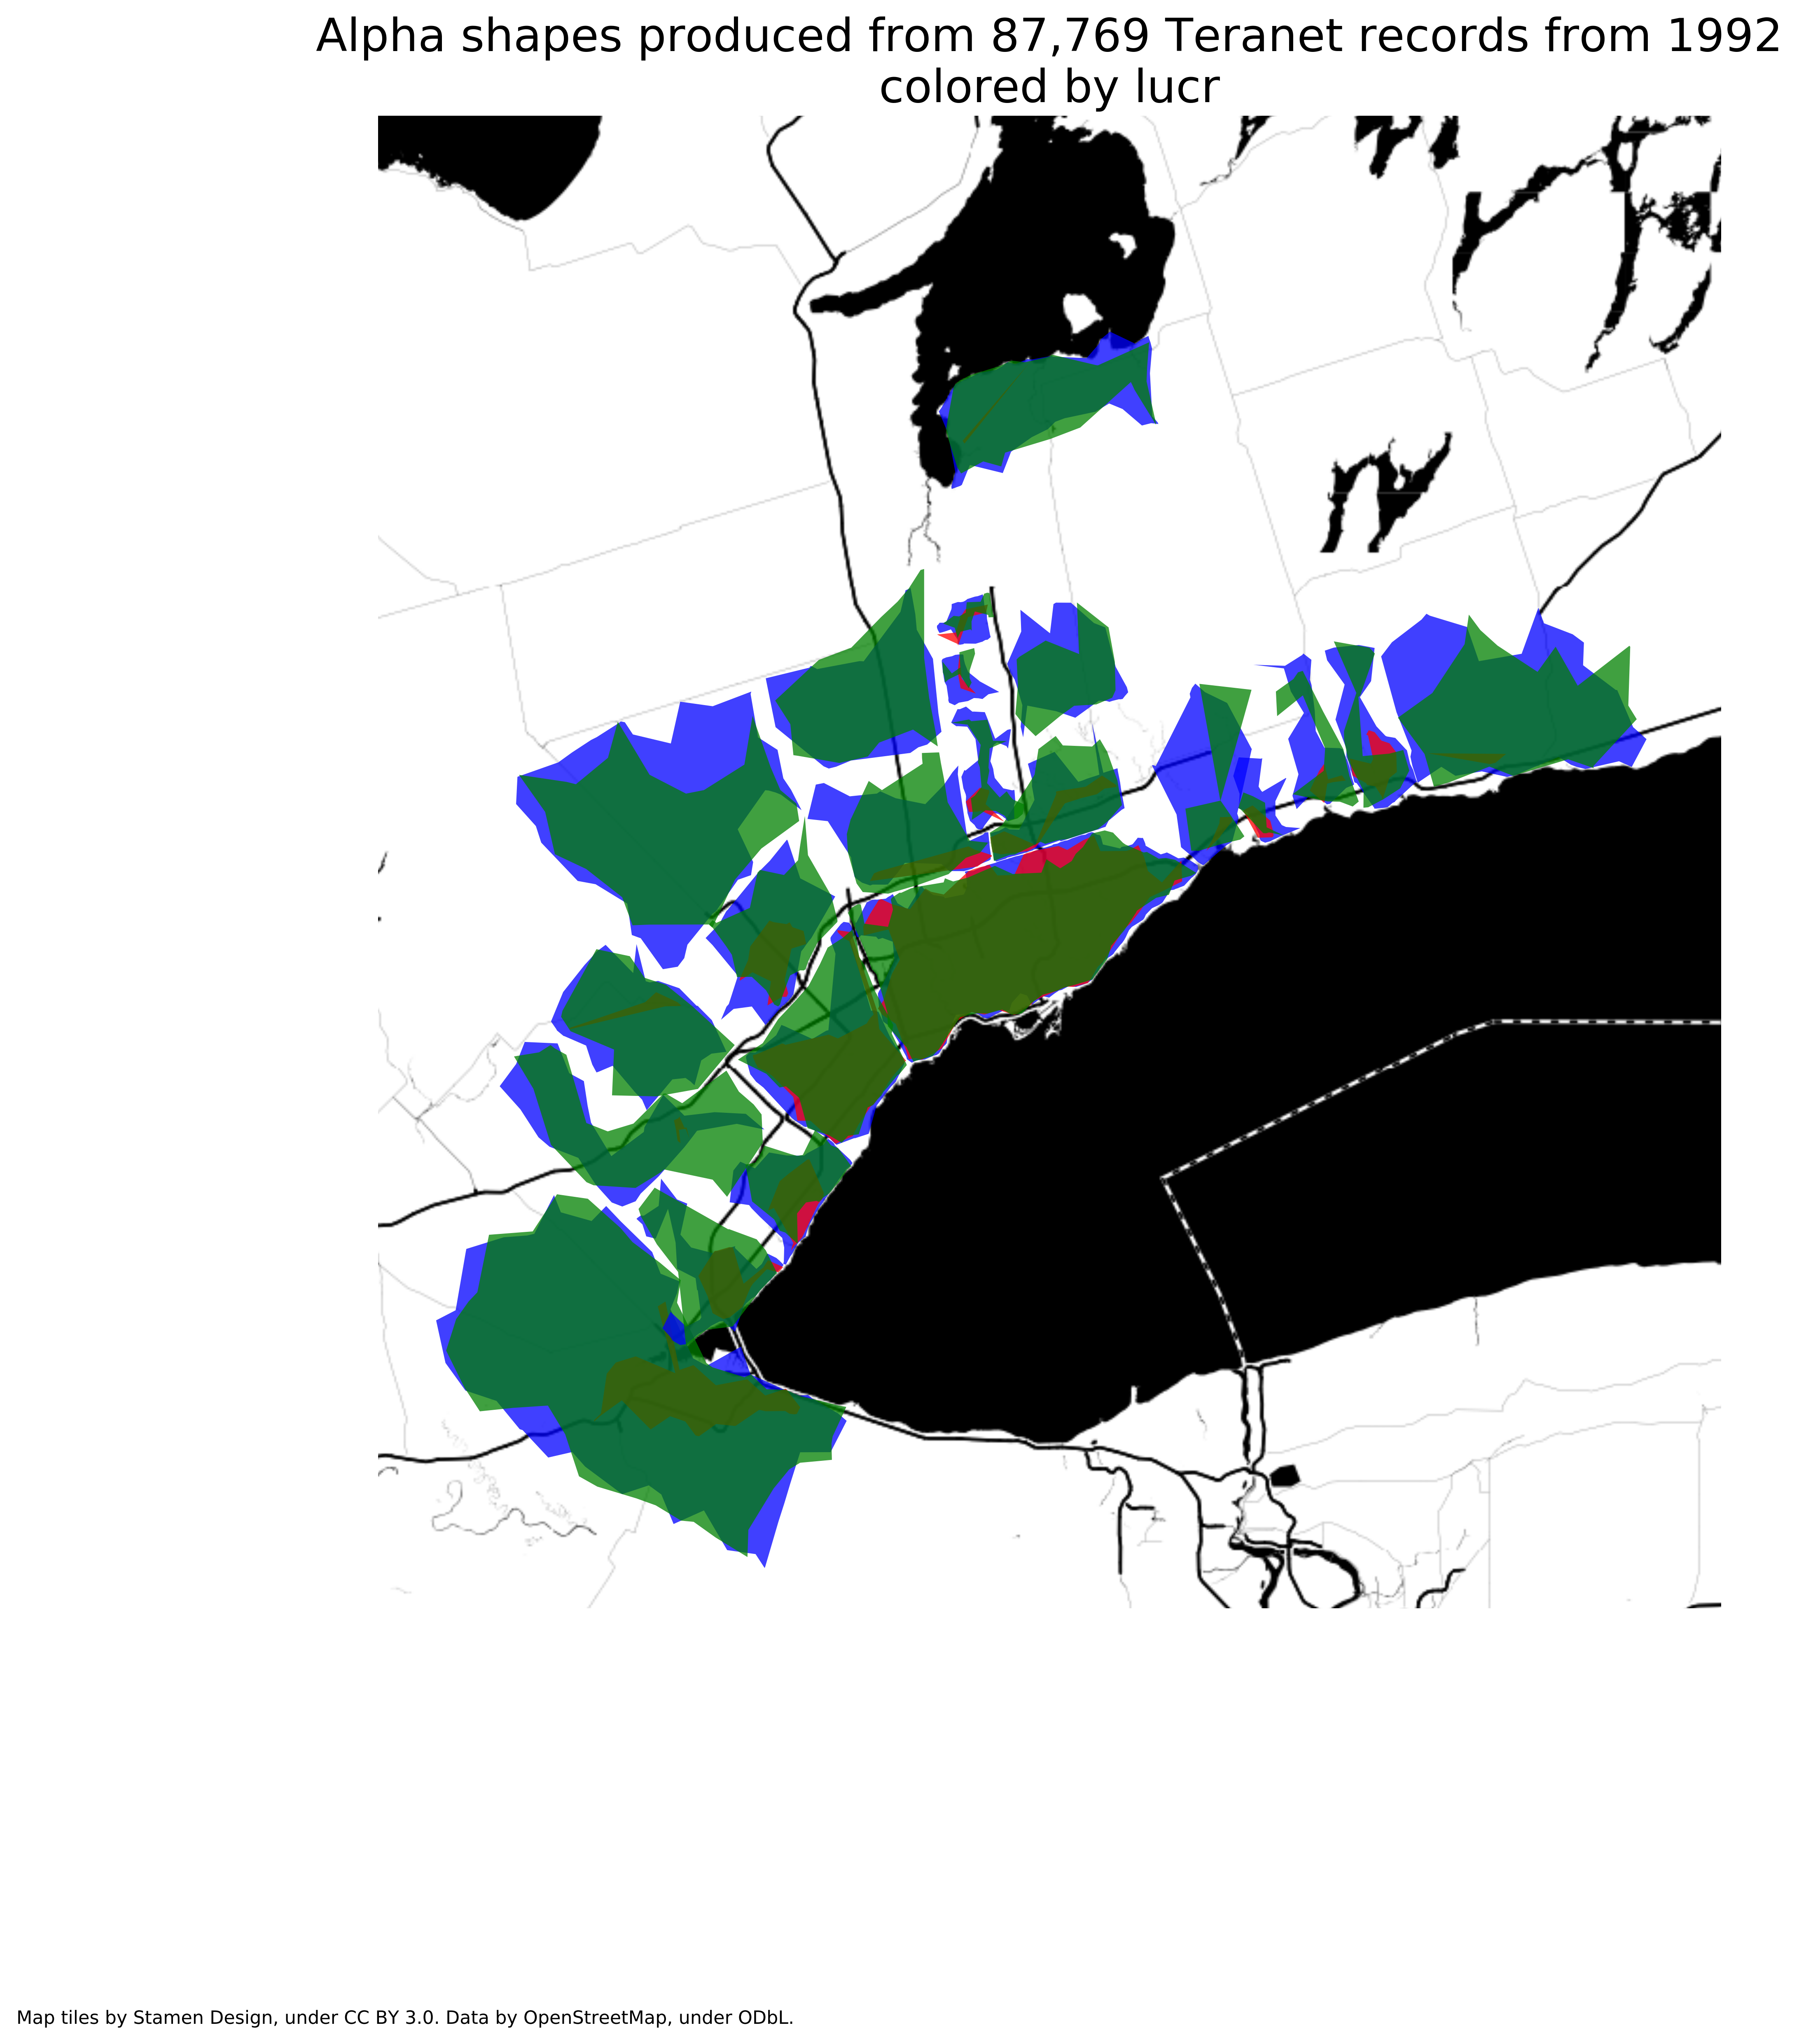 Alpha shapes produced from 87,769 Teranet records from 1992
colored by lucr
Map tiles by Stamen Design, under CC BY 3.0. Data by OpenStreetMap, under ODbL.